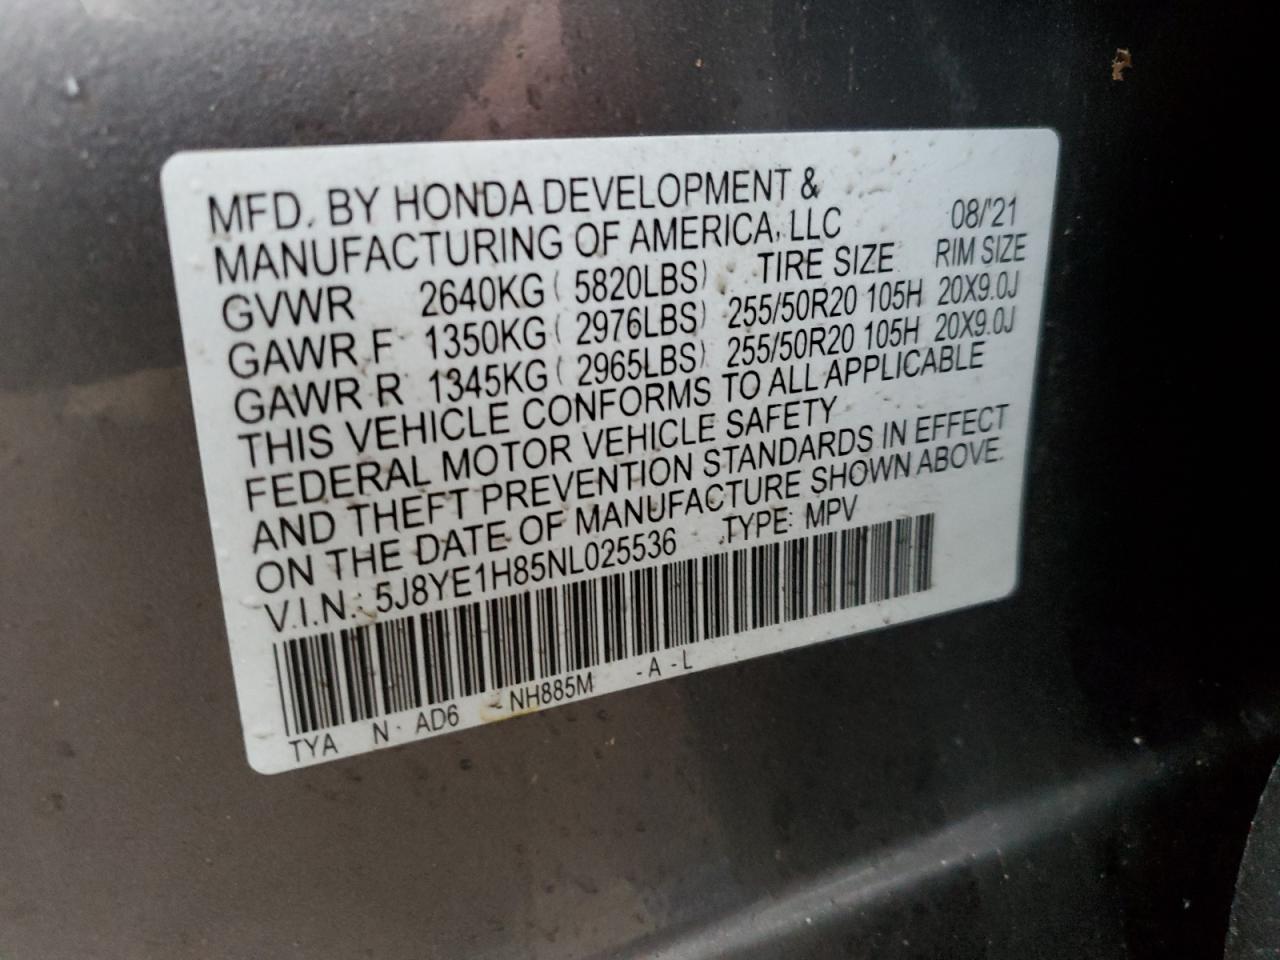 MFD. BY HONDA DEVELOPMENT &
MANUFACTURING OF AMERICA, LLC 08/'21
GVWR 2640KG ( 5820LBS) TIRE SIZE RIM SIZE
GAWR F 1350KG ( 2976LBS) 255/50R20 105H 20X9.0J
GAWR R 1345KG ( 2965LBS) 255/50R20 105H 20X9.0J
THIS VEHICLE CONFORMS TO ALL APPLICABLE
FEDERAL MOTOR VEHICLE SAFETY
AND THEFT PREVENTION STANDARDS IN EFFECT
ON THE DATE OF MANUFACTURE SHOWN ABOVE.
V.I.N.: 5J8YE1H85NL025536 TYPE: MPV
TYA N - AD6 - NH885M - A - L